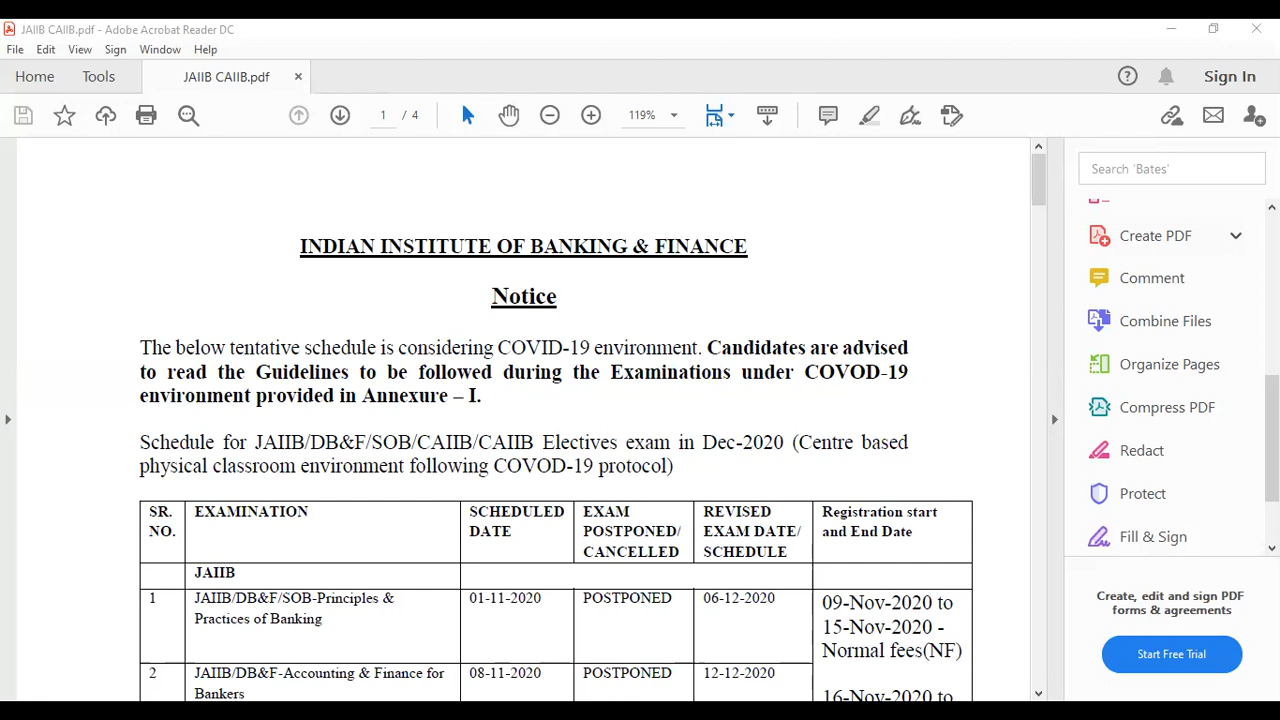 JAIIB CAIIB.pdf - Adobe Acrobat Reader DC
File Edit View Sign Window Help
Home Tools JAIIB CAIIB.pdf × Sign In
1 / 4 119%
Search 'Bates'
Create PDF
Comment
Combine Files
Organize Pages
Compress PDF
Redact
Protect
Fill & Sign
Create, edit and sign PDF
forms & agreements
Start Free Trial
INDIAN INSTITUTE OF BANKING & FINANCE
Notice
The below tentative schedule is considering COVID-19 environment. Candidates are advised
to read the Guidelines to be followed during the Examinations under COVOD-19
environment provided in Annexure – I.
Schedule for JAIIB/DB&F/SOB/CAIIB/CAIIB Electives exam in Dec-2020 (Centre based
physical classroom environment following COVOD-19 protocol)
SR. EXAMINATION SCHEDULED EXAM REVISED Registration start
NO. DATE POSTPONED/ EXAM DATE/ and End Date
CANCELLED SCHEDULE
JAIIB
1 JAIIB/DB&F/SOB-Principles & 01-11-2020 POSTPONED 06-12-2020 09-Nov-2020 to
Practices of Banking 15-Nov-2020 -
Normal fees(NF)
2 JAIIB/DB&F-Accounting & Finance for 08-11-2020 POSTPONED 12-12-2020
Bankers 16-Nov-2020 to